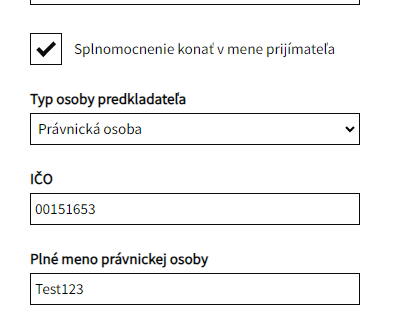 Splnomocnenie konať v mene prijímateľa
Typ osoby predkladateľa
Právnická osoba
IČO
00151653
Plné meno právnickej osoby
Test123